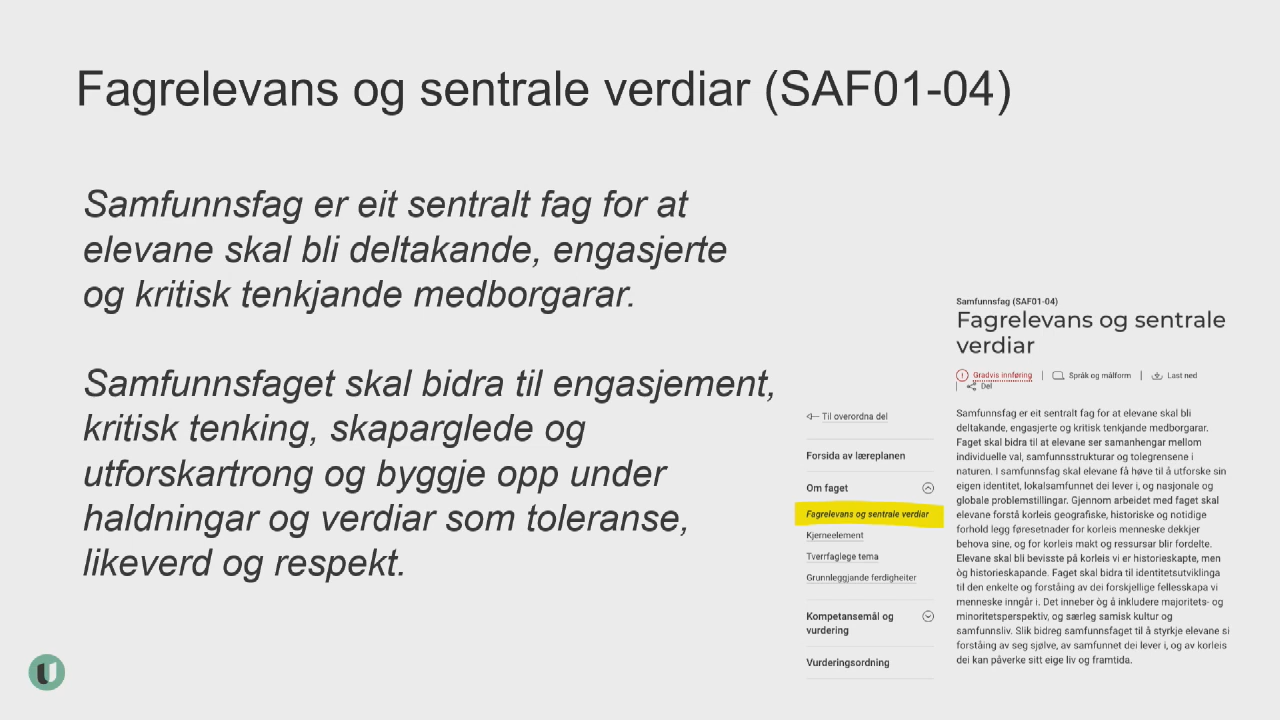 Fagrelevans og sentrale verdiar (SAF01-04)
Samfunnsfag er eit sentralt fag for at
elevane skal bli deltakande, engasjerte
og kritisk tenkjande medborgarar.
Samfunnsfaget skal bidra til engasjement,
kritisk tenking, skaparglede og
utforskartrong og byggje opp under
haldningar og verdiar som toleranse,
likeverd og respekt.
Til overordna del
Forsida av læreplanen
Om faget
Fagrelevans og sentrale verdiar
Kjerneelement
Tverrfaglege tema
Grunnleggjande ferdigheiter
Kompetansemål og
vurdering
Vurderingsordning
Samfunnsfag (SAF01-04)
Fagrelevans og sentrale
verdiar
Gradvis innføring | Språk og målform | Last ned
| Del
Samfunnsfag er eit sentralt fag for at elevane skal bli
deltakande, engasjerte og kritisk tenkjande medborgarar.
Faget skal bidra til at elevane ser samanhengar mellom
individuelle val, samfunnsstrukturar og tolegrensene i
naturen. I samfunnsfag skal elevane få høve til å utforske sin
eigen identitet, lokalsamfunnet dei lever i, og nasjonale og
globale problemstillingar. Gjennom arbeidet med faget skal
elevane forstå korleis geografiske, historiske og notidige
forhold legg føresetnader for korleis menneske dekkjer
behova sine, og for korleis makt og ressursar blir fordelte.
Elevane skal bli bevisste på korleis vi er historieskapte, men
òg historieskapande. Faget skal bidra til identitetsutviklinga
til den enkelte og forståing av dei forskjellige fellesskapa vi
menneske inngår i. Det inneber òg å inkludere majoritets- og
minoritetsperspektiv, og særleg samisk kultur og
samfunnsliv. Slik bidreg samfunnsfaget til å styrkje elevane si
forståing av seg sjølve, av samfunnet dei lever i, og av korleis
dei kan påverke sitt eige liv og framtida.